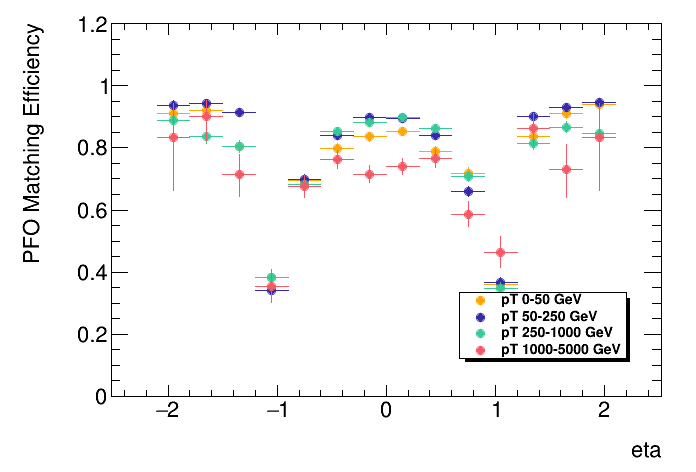 PFO Matching Efficiency
1.2
1
0.8
0.6
0.4
0.2
0
−2
−1
0
1
2
eta
pT 0-50 GeV
pT 50-250 GeV
pT 250-1000 GeV
pT 1000-5000 GeV